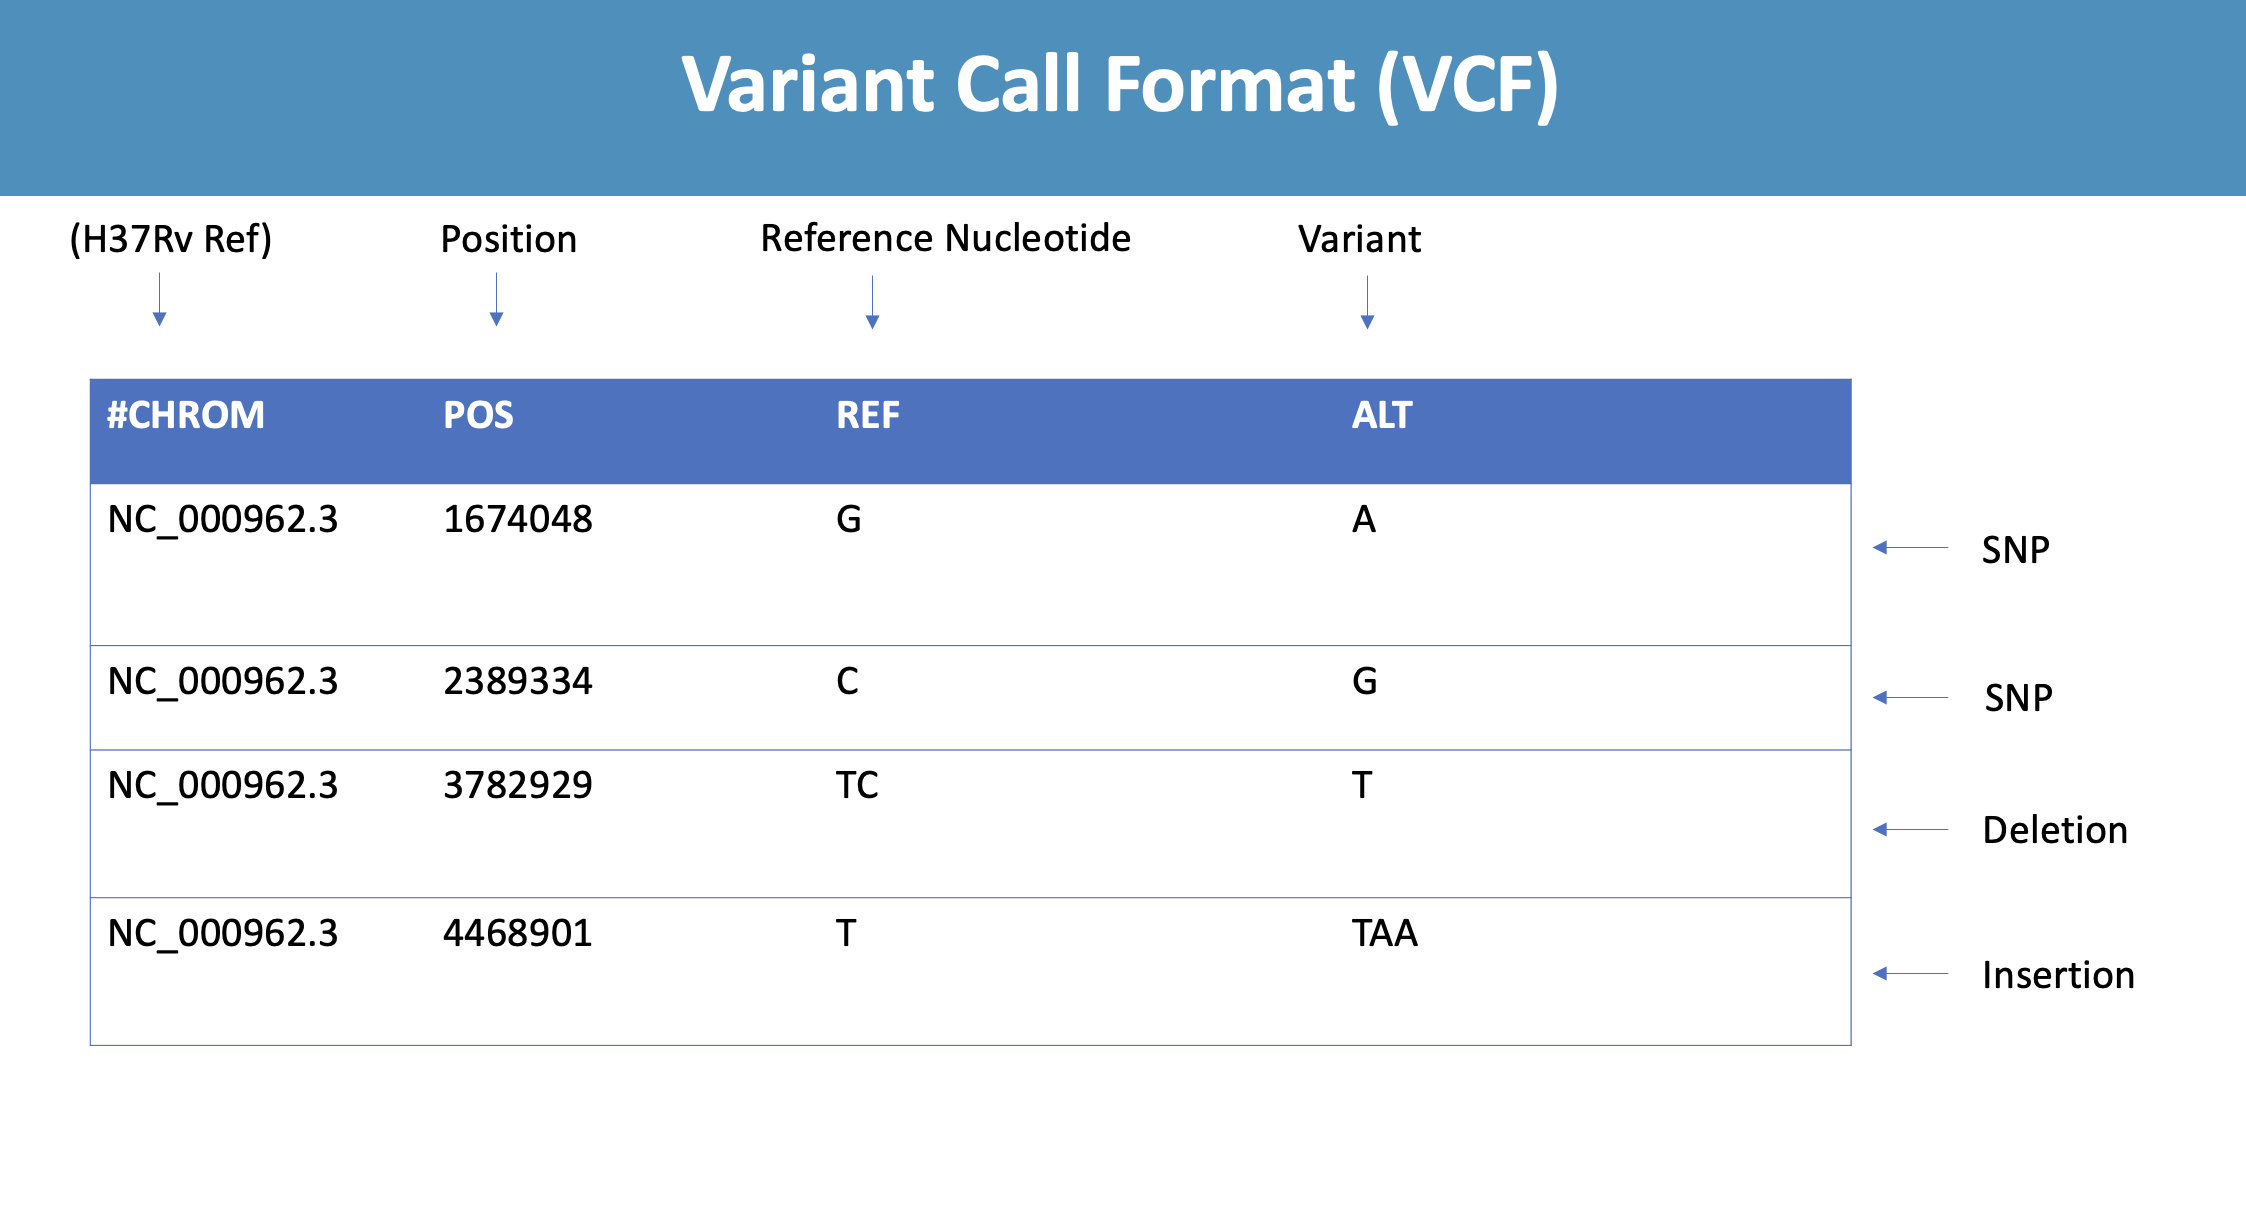 Variant Call Format (VCF)
(H37Rv Ref) Position Reference Nucleotide Variant
#CHROM POS REF ALT
NC_000962.3 1674048 G A
SNP
NC_000962.3 2389334 C G
SNP
NC_000962.3 3782929 TC T
Deletion
NC_000962.3 4468901 T TAA
Insertion